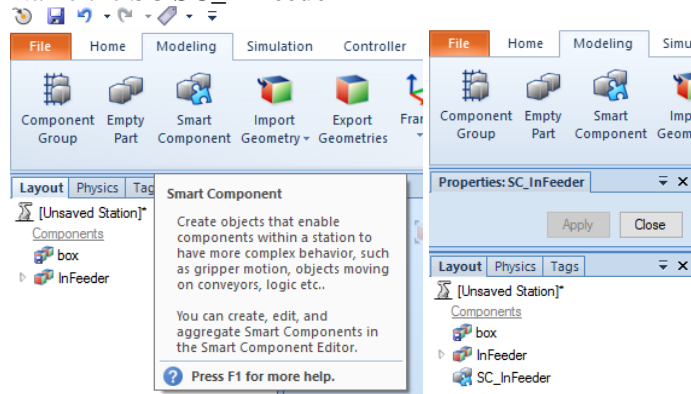 File Home Modeling Simulation Controller
Component Group
Empty Part
Smart Component
Import Geometry
Export Geometries
Layout Physics Tag
[Unsaved Station]*
Components
box
InFeeder
Smart Component
Create objects that enable
components within a station to
have more complex behavior, such
as gripper motion, objects moving
on conveyors, logic etc..
You can create, edit, and
aggregate Smart Components in
the Smart Component Editor.
Press F1 for more help.
File Home Modeling Simu
Component Group
Empty Part
Smart Component
Imp
Geom
Properties: SC_InFeeder
Apply Close
Layout Physics Tags
[Unsaved Station]*
Components
box
InFeeder
SC_InFeeder